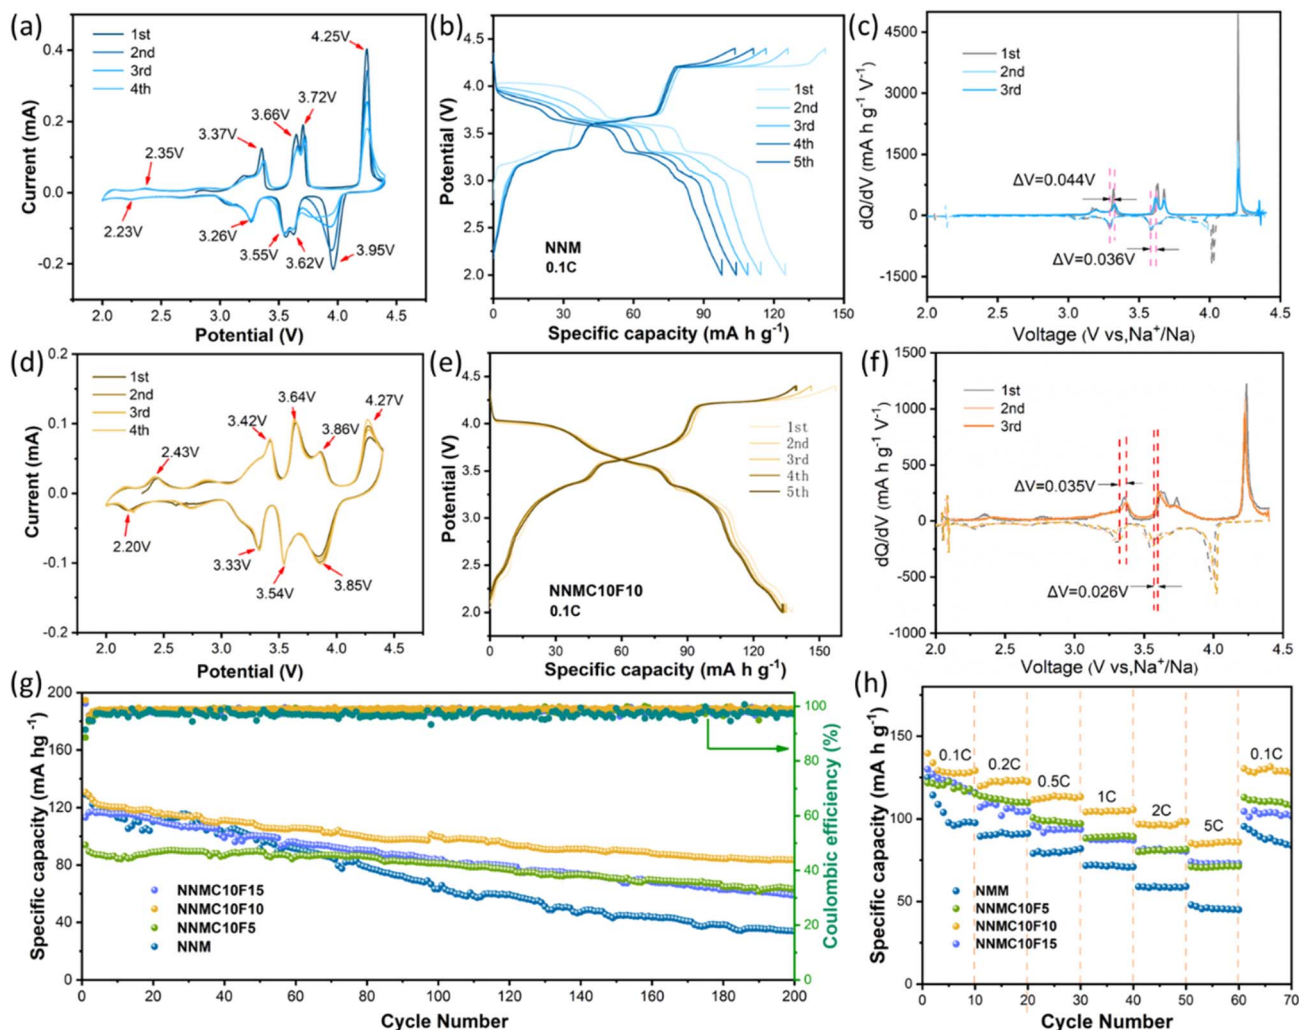 (a)
1st
2nd
3rd
4th
4.25V
3.72V
3.66V
3.37V
2.35V
2.23V
3.26V
3.55V
3.62V
3.95V
0.4
0.2
0.0
-0.2
Current (mA)
2.0 2.5 3.0 3.5 4.0 4.5
Potential (V)
(b)
4.5
4.0
3.5
3.0
2.5
2.0
Potential (V)
1st
2nd
3rd
4th
5th
NNM
0.1C
0 30 60 90 120 150
Specific capacity (mA h g-1)
(c)
4500
3000
1500
0
-1500
dQ/dV (mA h g-1 V-1)
1st
2nd
3rd
ΔV=0.044V
ΔV=0.036V
2.0 2.5 3.0 3.5 4.0 4.5
Voltage (V vs,Na+/Na)
(d)
0.2
0.1
0.0
-0.1
-0.2
Current (mA)
1st
2nd
3rd
4th
2.43V
3.42V
3.64V
3.86V
4.27V
2.20V
3.33V
3.54V
3.85V
2.0 2.5 3.0 3.5 4.0 4.5
Potential (V)
(e)
4.5
4.0
3.5
3.0
2.5
2.0
Potential (V)
1st
2nd
3rd
4th
5th
NNMC10F10
0.1C
0 30 60 90 120 150
Specific capacity (mA h g-1)
(f)
1500
1000
750
500
250
0
-250
-500
-750
-1000
dQ/dV (mA h g-1 V-1)
1st
2nd
3rd
ΔV=0.035V
ΔV=0.026V
2.0 2.5 3.0 3.5 4.0 4.5
Voltage (V vs,Na+/Na)
(g)
200
160
120
80
40
0
Specific capacity (mA hg -1)
NNMC10F15
NNMC10F10
NNMC10F5
NNM
100
80
60
40
20
0
Coulombic efficiency (%)
0 20 40 60 80 100 120 140 160 180 200
Cycle Number
(h)
150
100
50
0
Specific capacity (mA h g-1)
0.1C
0.2C
0.5C
1C
2C
5C
0.1C
NMM
NNMC10F5
NNMC10F10
NNMC10F15
0 10 20 30 40 50 60 70
Cycle Number